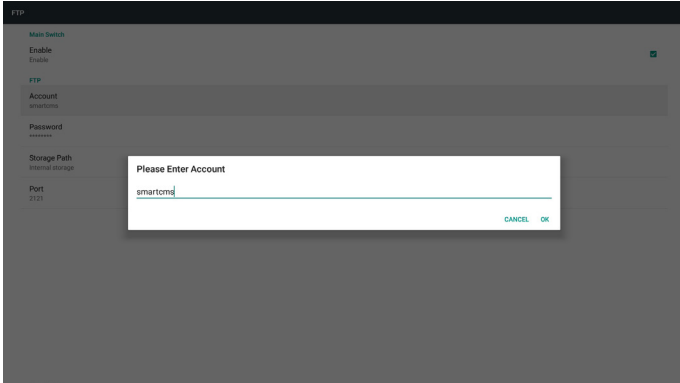 FTP
Main Switch
Enable
Enable
FTP
Account
smartcms
Password
********
Storage Path
Internal storage
Port
2121
Please Enter Account
smartcms
CANCEL OK